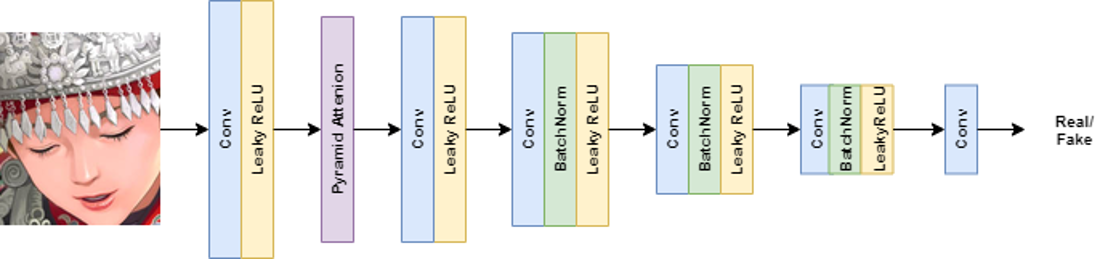 Conv
Leaky ReLU
Pyramid Attenion
Conv
Leaky ReLU
Conv
BatchNorm
Leaky ReLU
Conv
BatchNorm
Leaky ReLU
Conv
BatchNorm
LeakyReLU
Conv
Real/
Fake